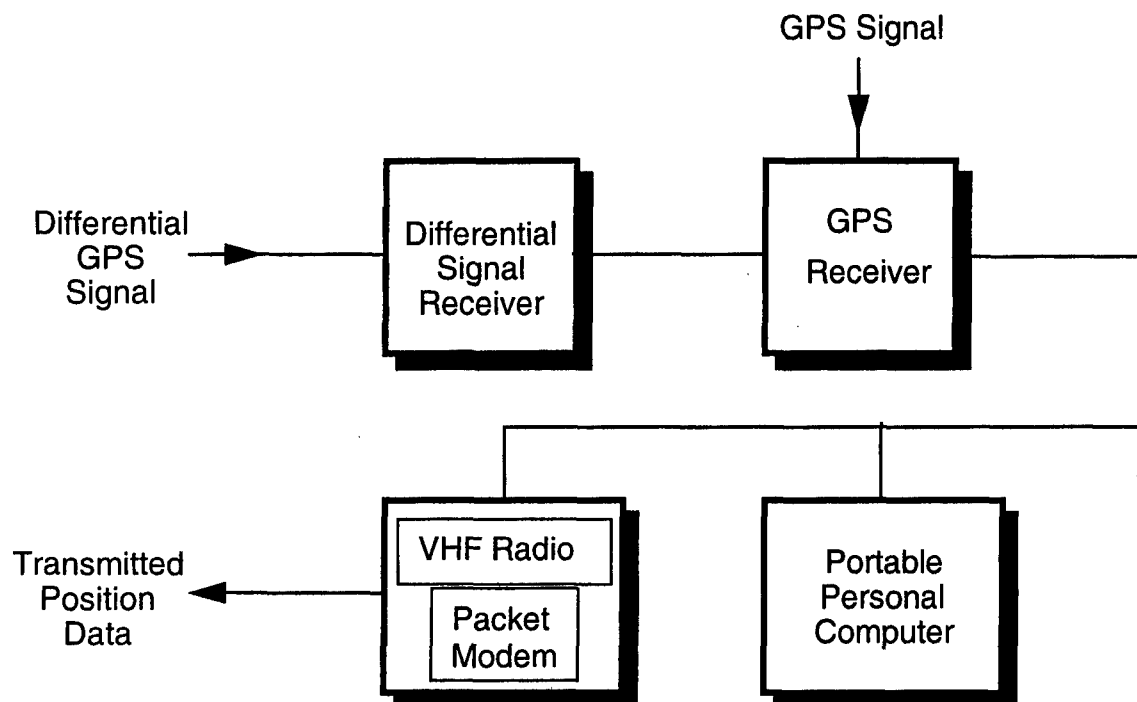 GPS Signal
Differential
GPS
Signal
Differential
Signal
Receiver
GPS
Receiver
VHF Radio
Packet
Modem
Transmitted
Position
Data
Portable
Personal
Computer